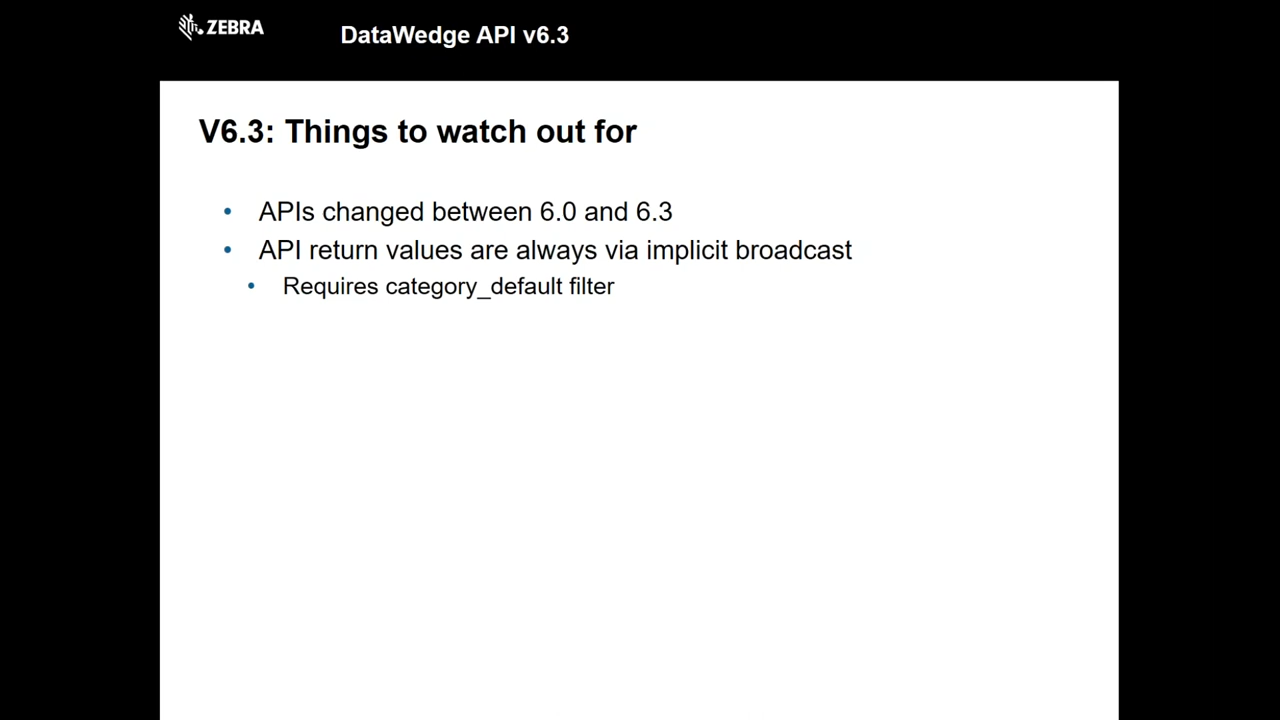 ZEBRA
DataWedge API v6.3
V6.3: Things to watch out for
• APIs changed between 6.0 and 6.3
• API return values are always via implicit broadcast
• Requires category_default filter